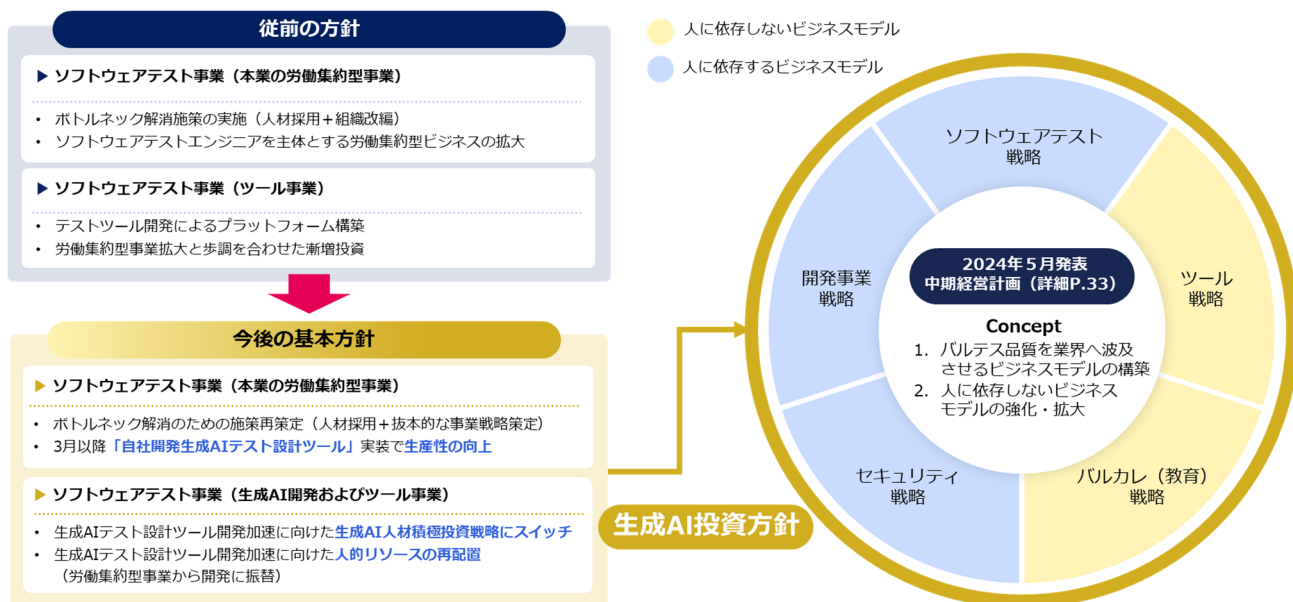 従前の方針
▶ ソフトウェアテスト事業（本業の労働集約型事業）
• ボトルネック解消施策の実施（人材採用＋組織改編）
• ソフトウェアテストエンジニアを主体とする労働集約型ビジネスの拡大
▶ ソフトウェアテスト事業（ツール事業）
• テストツール開発によるプラットフォーム構築
• 労働集約型事業拡大と歩調を合わせた漸増投資
今後の基本方針
▶ ソフトウェアテスト事業（本業の労働集約型事業）
• ボトルネック解消のための施策再策定（人材採用＋抜本的な事業戦略策定）
• 3月以降「自社開発生成AIテスト設計ツール」実装で生産性の向上
▶ ソフトウェアテスト事業（生成AI開発およびツール事業）
• 生成AIテスト設計ツール開発加速に向けた生成AI人材積極投資戦略にスイッチ
• 生成AIテスト設計ツール開発加速に向けた人的リソースの再配置
（労働集約型事業から開発に振替）
生成AI投資方針
人に依存しないビジネスモデル
人に依存するビジネスモデル
ソフトウェアテスト
戦略
ツール
戦略
バルカレ（教育）
戦略
セキュリティ
戦略
開発事業
戦略
2024年５月発表
中期経営計画（詳細P.33）
Concept
1. バルテス品質を業界へ波及
させるビジネスモデルの構築
2. 人に依存しないビジネス
モデルの強化・拡大